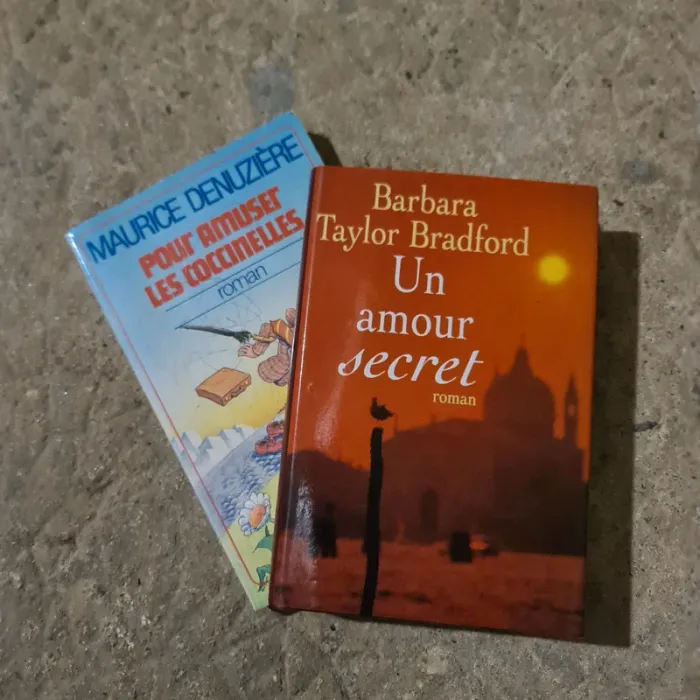 MAURICE DENUZIÈRE
POUR AMUSER
LES COCCINELLES
roman
Barbara
Taylor Bradford
Un
amour
secret
roman